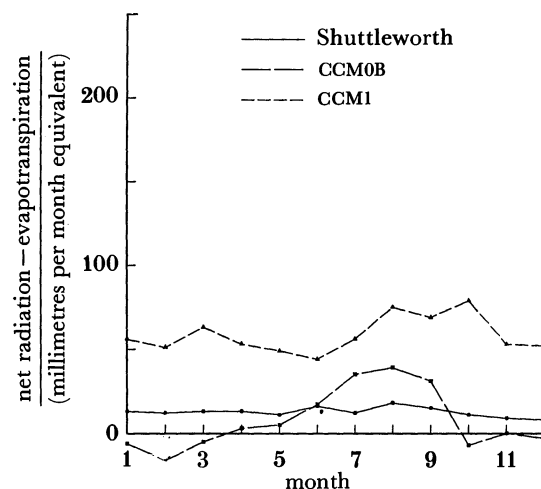 Shuttleworth
CCM0B
CCM1
net radiation — evapotranspiration
(millimetres per month equivalent)
200
100
0
1 3 5 7 9 11
month